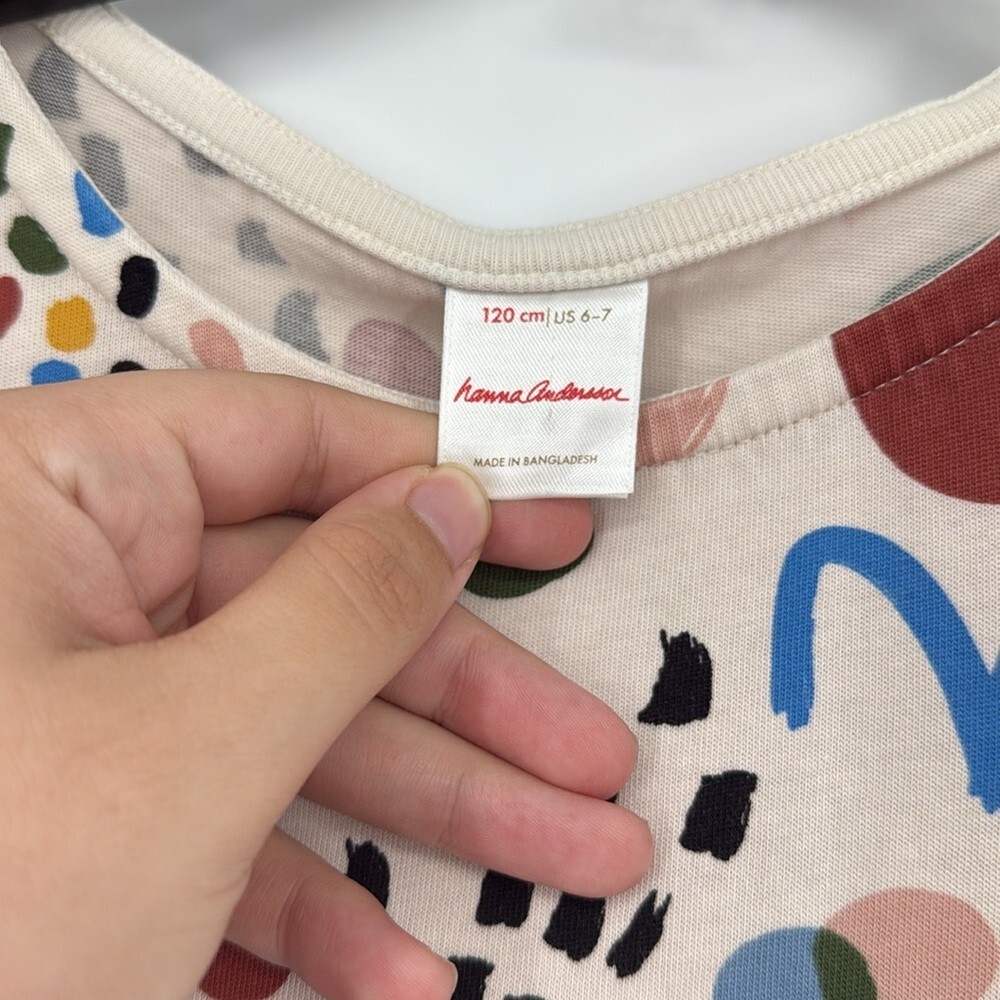 120 cm| US 6-7
hanna Andersson
MADE IN BANGLADESH